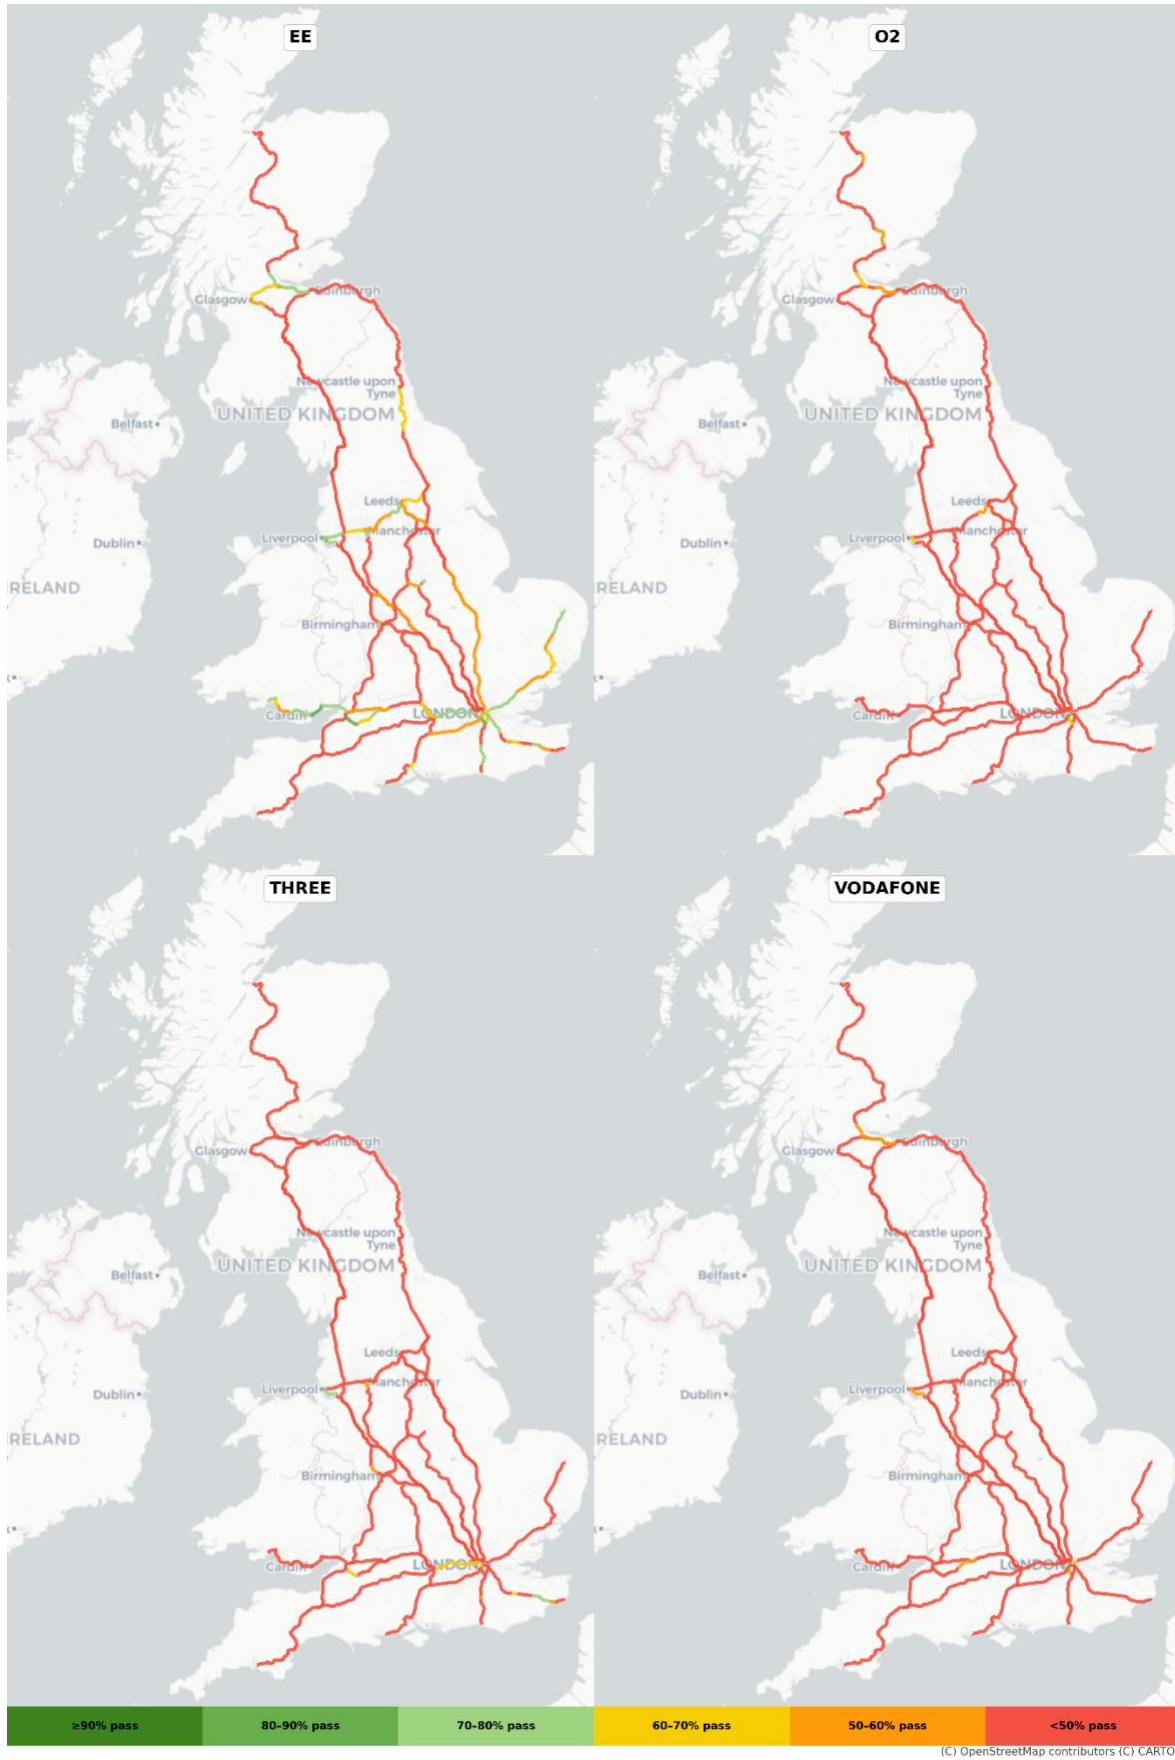 EE
O2
Glasgow
Edinburgh
Newcastle upon
Tyne
UNITED KINGDOM
Belfast
Leeds
Manchester
Liverpool
Dublin
IRELAND
Birmingham
Cardiff
LONDON
Glasgow
Edinburgh
Newcastle upon
Tyne
UNITED KINGDOM
Belfast
Leeds
Manchester
Liverpool
Dublin
RELAND
Birmingham
Cardiff
LONDON
THREE
VODAFONE
Glasgow
Edinburgh
Newcastle upon
Tyne
UNITED KINGDOM
Belfast
Leeds
Manchester
Liverpool
Dublin
IRELAND
Birmingham
Cardiff
LONDON
Glasgow
Edinburgh
Newcastle upon
Tyne
UNITED KINGDOM
Belfast
Leeds
Manchester
Liverpool
Dublin
RELAND
Birmingham
Cardiff
LONDON
≥90% pass
80–90% pass
70–80% pass
60–70% pass
50–60% pass
<50% pass
(C) OpenStreetMap contributors (C) CARTO